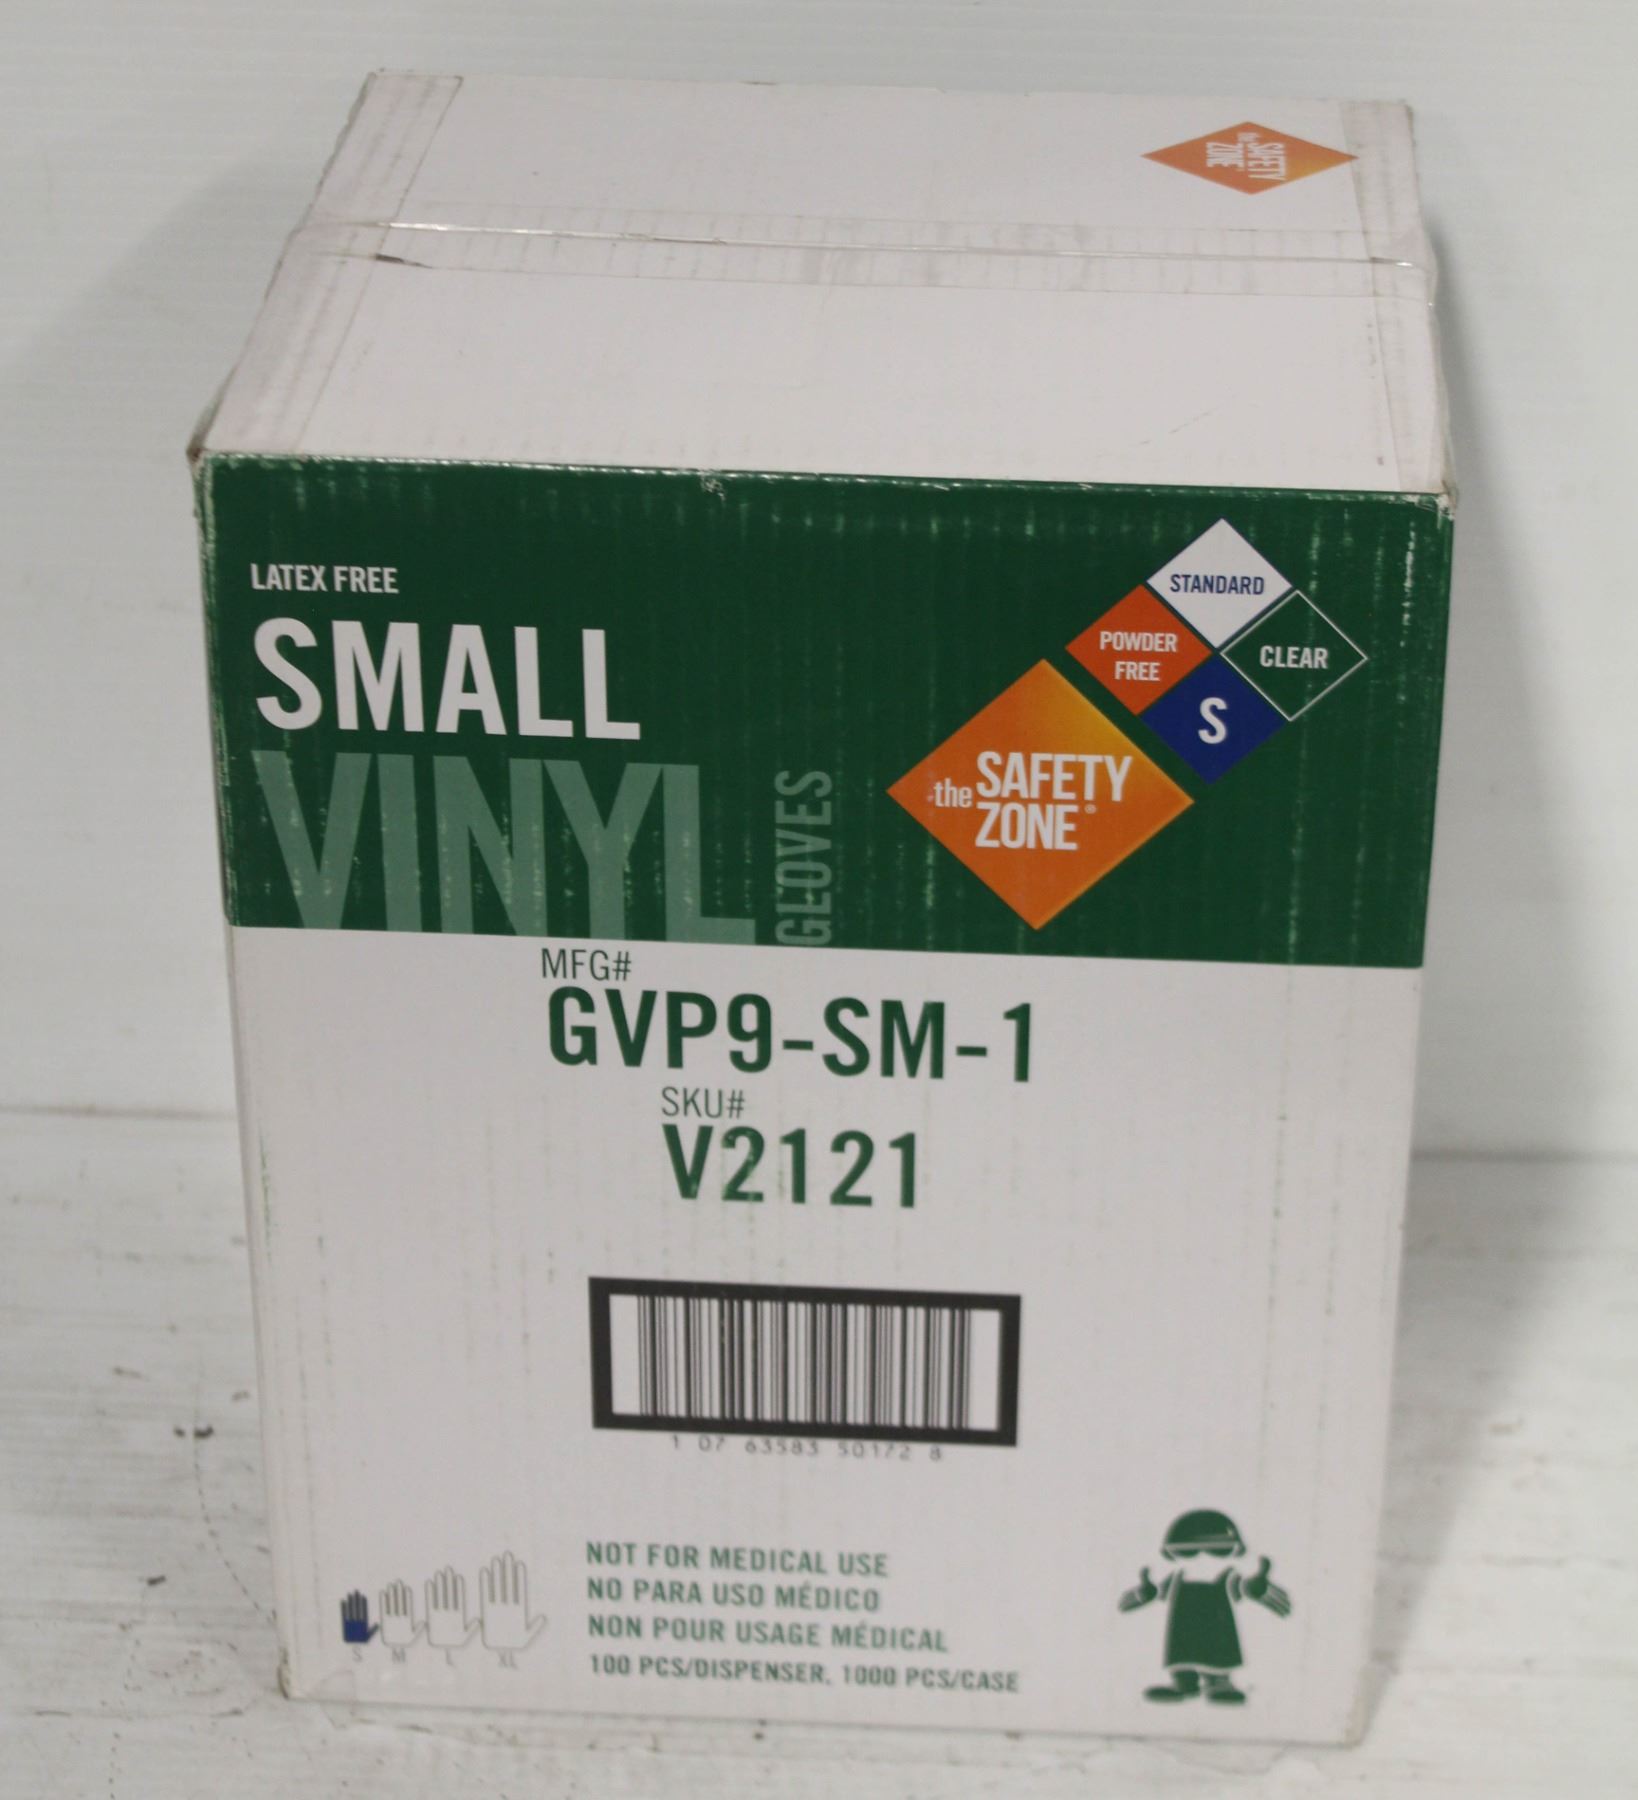 the SAFETY
ZONE
LATEX FREE
SMALL
VINYL
GLOVES
STANDARD
POWDER
FREE
CLEAR
S
the SAFETY
ZONE®
MFG#
GVP9-SM-1
SKU#
V2121
1 07 63583 50172 8
S M L XL
NOT FOR MEDICAL USE
NO PARA USO MÉDICO
NON POUR USAGE MÉDICAL
100 PCS/DISPENSER, 1000 PCS/CASE